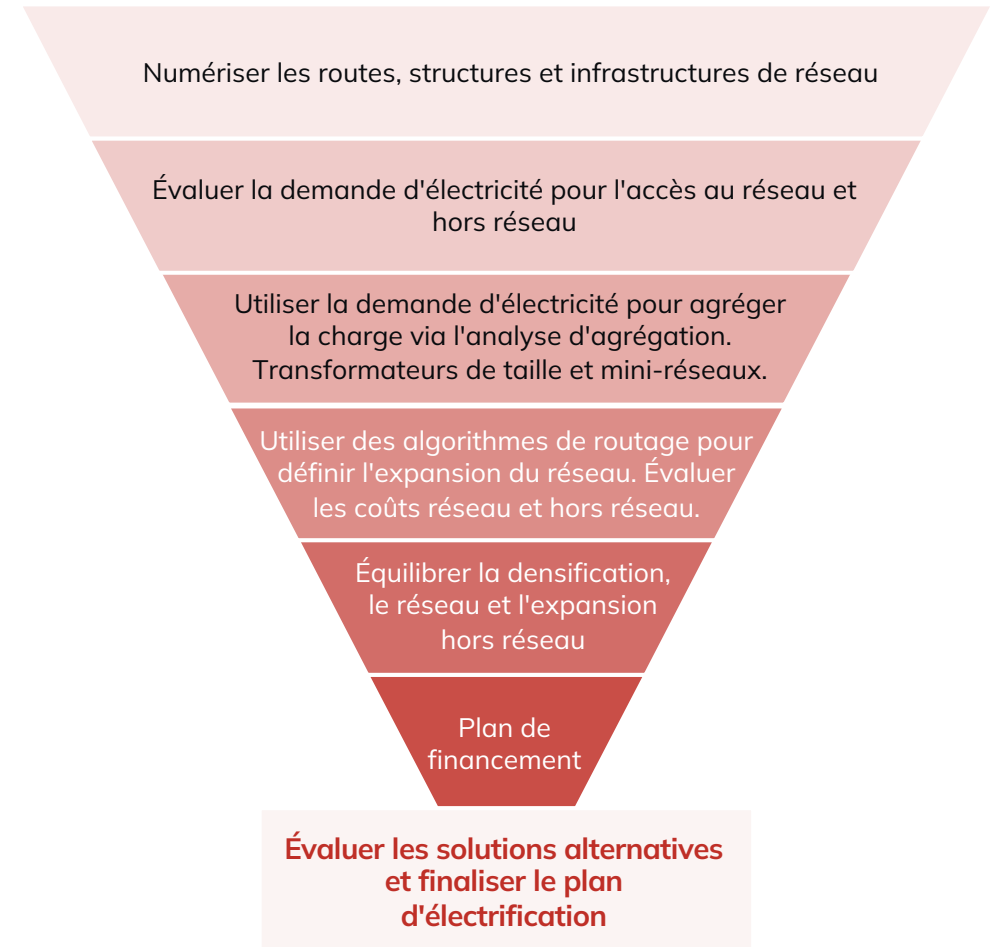 Numériser les routes, structures et infrastructures de réseau
Évaluer la demande d'électricité pour l'accès au réseau et
hors réseau
Utiliser la demande d'électricité pour agréger
la charge via l'analyse d'agrégation.
Transformateurs de taille et mini-réseaux.
Utiliser des algorithmes de routage pour
définir l'expansion du réseau. Évaluer
les coûts réseau et hors réseau.
Équilibrer la densification,
le réseau et l'expansion
hors réseau
Plan de
financement
Évaluer les solutions alternatives
et finaliser le plan
d'électrification